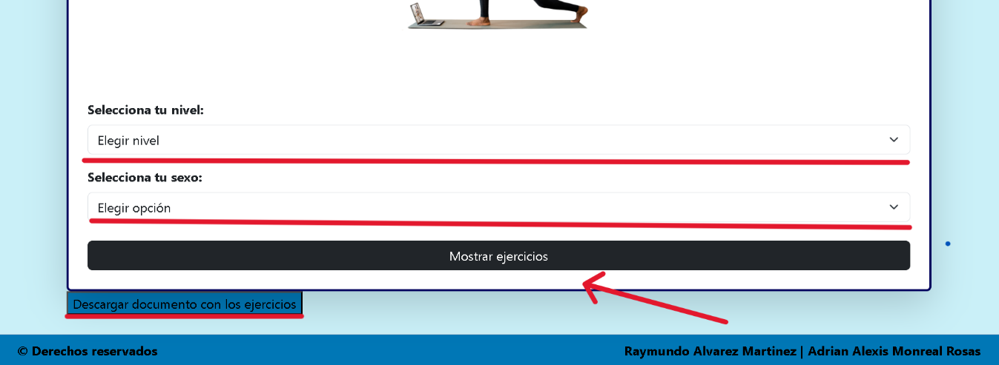 Selecciona tu nivel:
Elegir nivel
Selecciona tu sexo:
Elegir opción
Mostrar ejercicios
Descargar documento con los ejercicios
© Derechos reservados
Raymundo Alvarez Martinez | Adrian Alexis Monreal Rosas